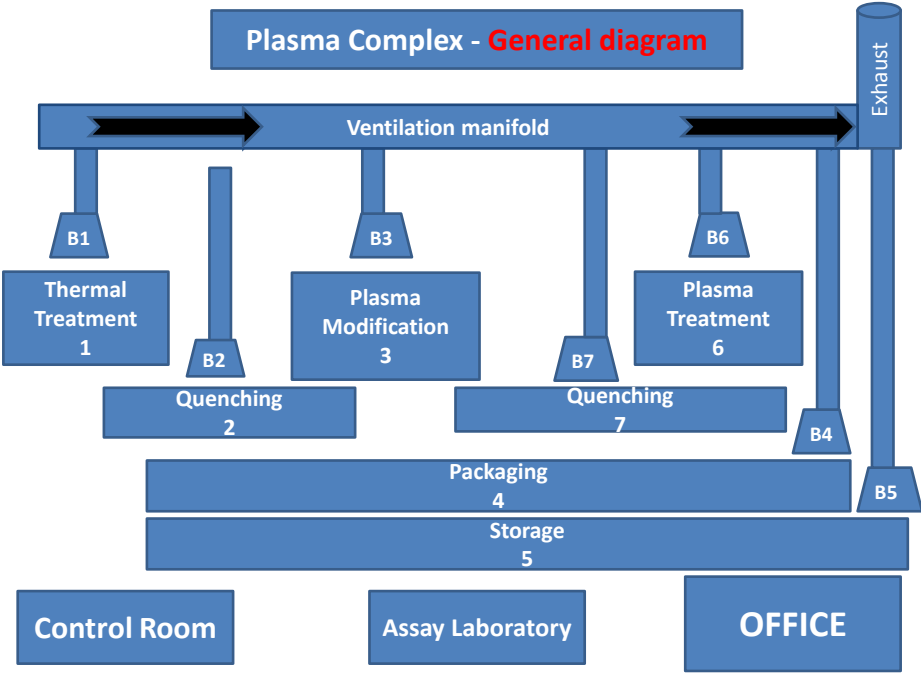 Plasma Complex - General diagram
Exhaust
Ventilation manifold
B1
B3
B6
Thermal
Treatment
1
Plasma
Modification
3
Plasma
Treatment
6
B2
B7
Quenching
2
Quenching
7
B4
Packaging
4
B5
Storage
5
Control Room
Assay Laboratory
OFFICE